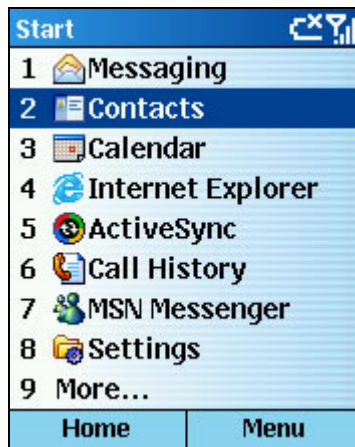 Start
1 Messaging
2 Contacts
3 Calendar
4 Internet Explorer
5 ActiveSync
6 Call History
7 MSN Messenger
8 Settings
9 More...
Home Menu